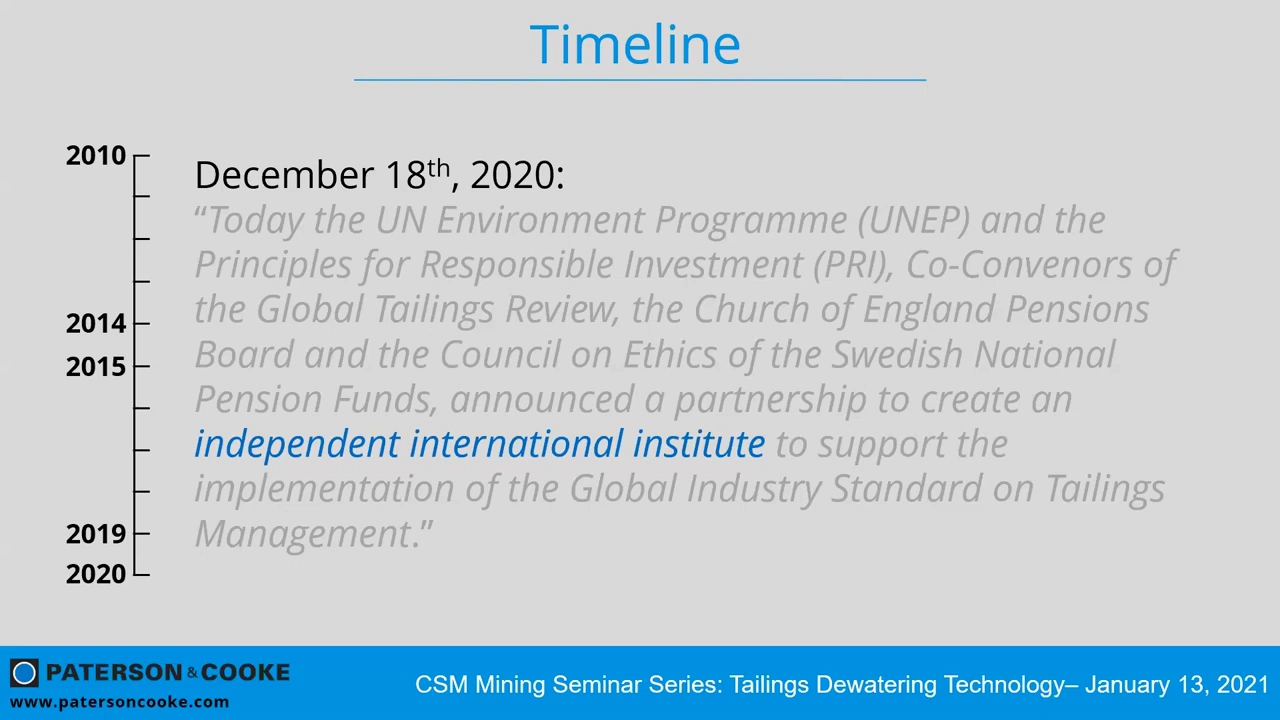 Timeline
2010
2014
2015
2019
2020
December 18th, 2020:
“Today the UN Environment Programme (UNEP) and the
Principles for Responsible Investment (PRI), Co-Convenors of
the Global Tailings Review, the Church of England Pensions
Board and the Council on Ethics of the Swedish National
Pension Funds, announced a partnership to create an
independent international institute to support the
implementation of the Global Industry Standard on Tailings
Management.”
PATERSON & COOKE
www.patersoncooke.com
CSM Mining Seminar Series: Tailings Dewatering Technology– January 13, 2021